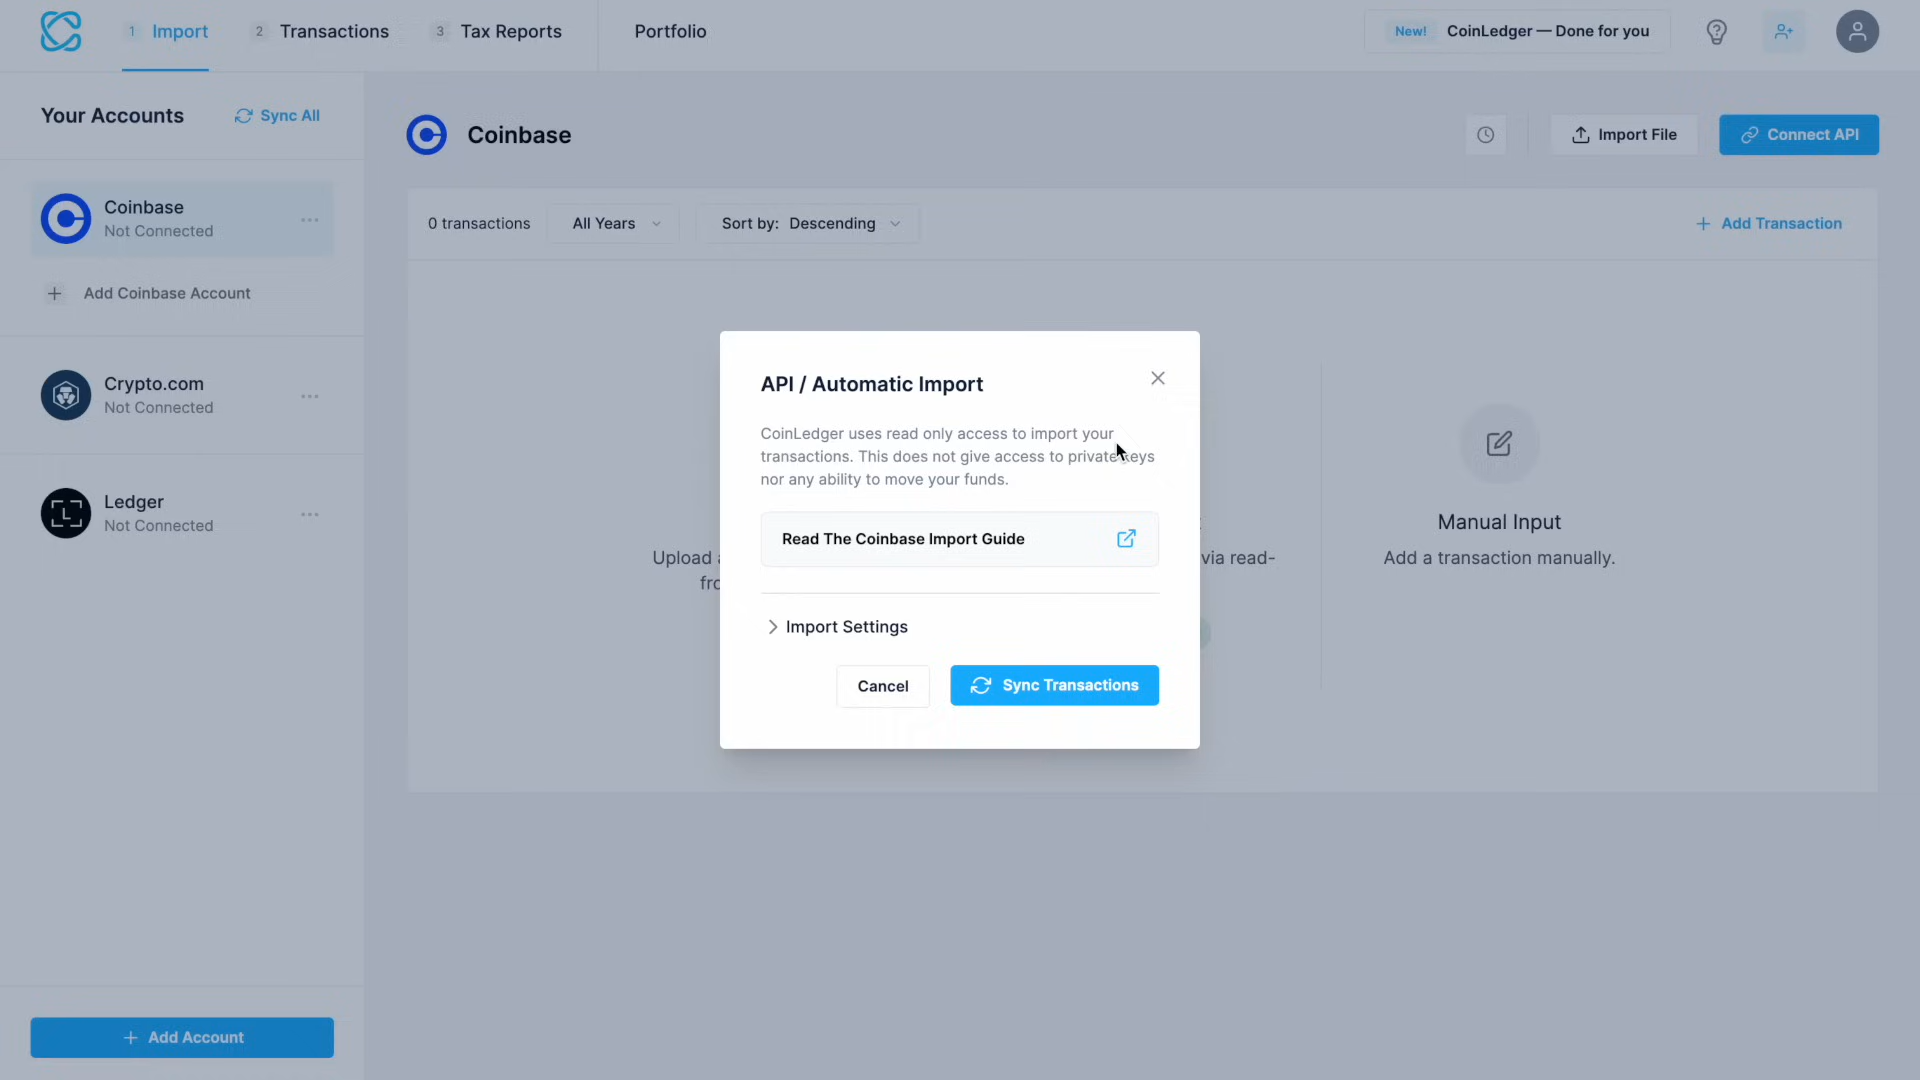 1 Import
2 Transactions
3 Tax Reports
Portfolio
New! CoinLedger — Done for you
Your Accounts
Sync All
Coinbase
Not Connected
Add Coinbase Account
Crypto.com
Not Connected
Ledger
Not Connected
Add Account
Coinbase
Import File
Connect API
0 transactions
All Years
Sort by: Descending
Add Transaction
API / Automatic Import
CoinLedger uses read only access to import your
transactions. This does not give access to private keys
nor any ability to move your funds.
Read The Coinbase Import Guide
Import Settings
Cancel
Sync Transactions
Upload
via read-
Manual Input
Add a transaction manually.